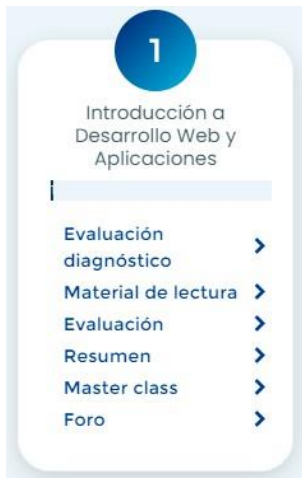 1
Introducción a
Desarrollo Web y
Aplicaciones
Evaluación
diagnóstico
Material de lectura
Evaluación
Resumen
Master class
Foro